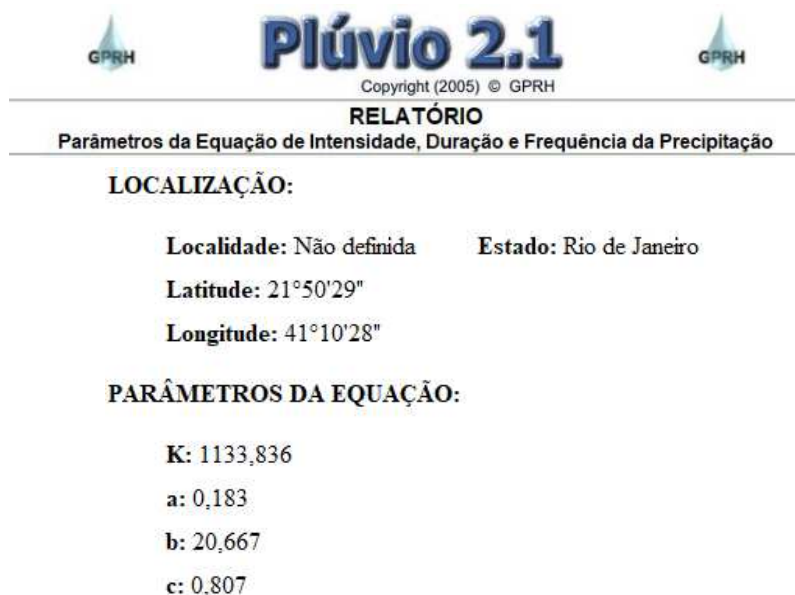 GPRH
Plúvio 2.1
GPRH
Copyright (2005) © GPRH
RELATÓRIO
Parâmetros da Equação de Intensidade, Duração e Frequência da Precipitação
LOCALIZAÇÃO:
Localidade: Não definida Estado: Rio de Janeiro
Latitude: 21°50'29"
Longitude: 41°10'28"
PARÂMETROS DA EQUAÇÃO:
K: 1133,836
a: 0,183
b: 20,667
c: 0,807